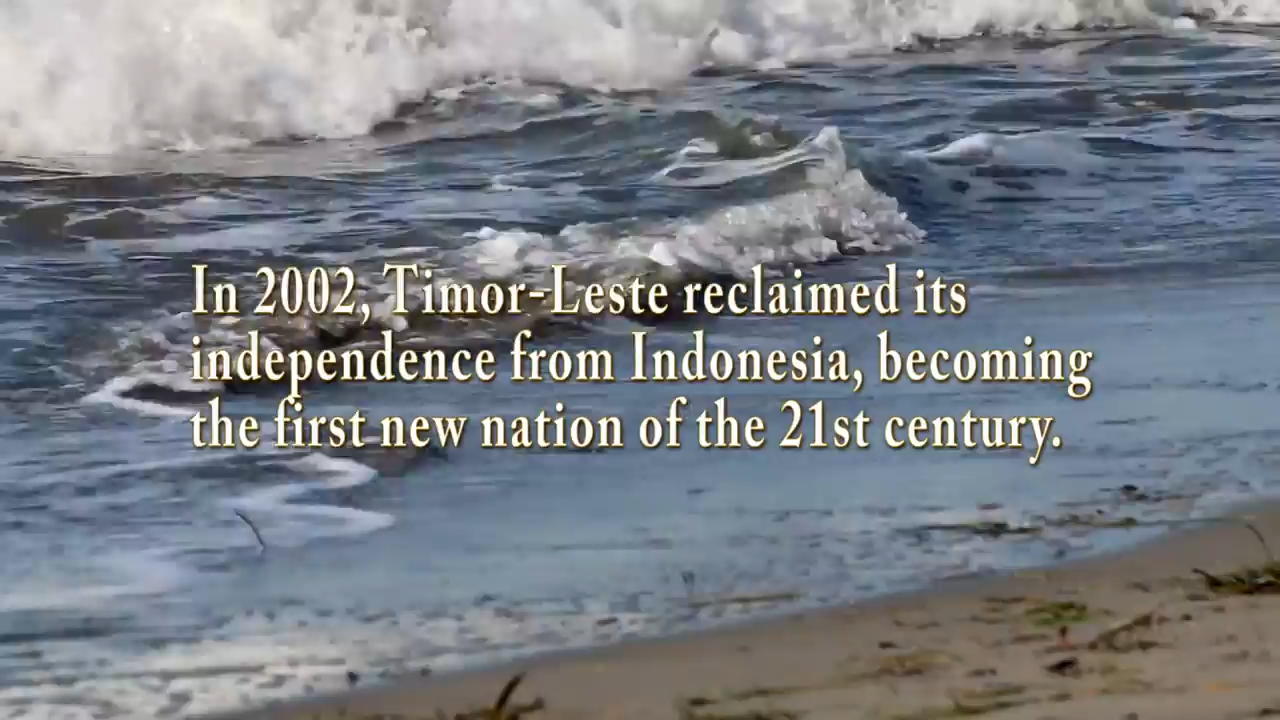 In 2002, Timor-Leste reclaimed its
independence from Indonesia, becoming
the first new nation of the 21st century.